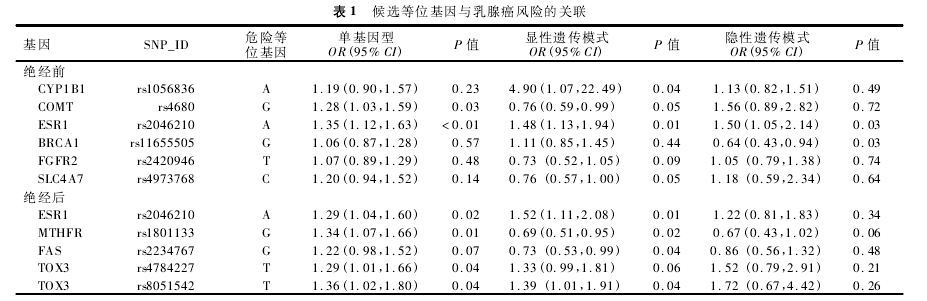 表 1 候选等位基因与乳腺癌风险的关联
基因 SNP_ID 危险等位基因 单基因型 OR(95% CI) P 值 显性遗传模式 OR(95% CI) P 值 隐性遗传模式 OR(95% CI) P 值
绝经前
CYP1B1 rs1056836 A 1.19(0.90,1.57) 0.23 4.90(1.07,22.49) 0.04 1.13(0.82,1.51) 0.49
COMT rs4680 G 1.28(1.03,1.59) 0.03 0.76(0.59,0.99) 0.05 1.56(0.89,2.82) 0.72
ESR1 rs2046210 A 1.35(1.12,1.63) <0.01 1.48(1.13,1.94) 0.01 1.50(1.05,2.14) 0.03
BRCA1 rs11655505 G 1.06(0.87,1.28) 0.57 1.11(0.85,1.45) 0.44 0.64(0.43,0.94) 0.03
FGFR2 rs2420946 T 1.07(0.89,1.29) 0.48 0.73 (0.52,1.05) 0.09 1.05 (0.79,1.38) 0.74
SLC4A7 rs4973768 C 1.20(0.94,1.52) 0.14 0.76 (0.57,1.00) 0.05 1.18 (0.59,2.34) 0.64
绝经后
ESR1 rs2046210 A 1.29(1.04,1.60) 0.02 1.52(1.11,2.08) 0.01 1.22(0.81,1.83) 0.34
MTHFR rs1801133 G 1.34(1.07,1.66) 0.01 0.69(0.51,0.95) 0.02 0.67(0.43,1.02) 0.06
FAS rs2234767 G 1.22(0.98,1.52) 0.07 0.73 (0.53,0.99) 0.04 0.86 (0.56,1.32) 0.48
TOX3 rs4784227 T 1.29(1.01,1.66) 0.04 1.33(0.99,1.81) 0.06 1.52 (0.79,2.91) 0.21
TOX3 rs8051542 T 1.36(1.02,1.80) 0.04 1.39 (1.01,1.91) 0.04 1.72 (0.67,4.42) 0.26